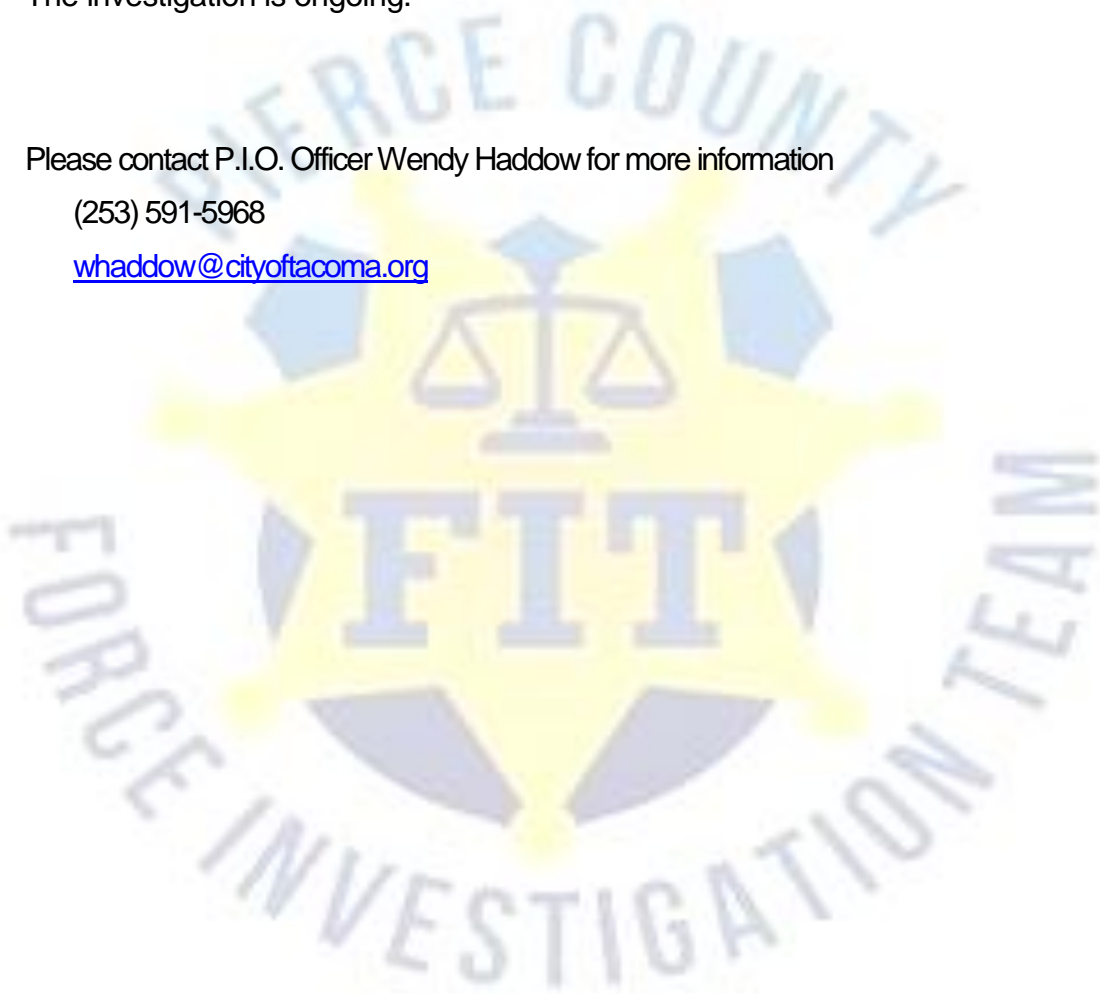 The investigation is ongoing.
PIERCE COUNTY
Please contact P.I.O. Officer Wendy Haddow for more information
(253) 591-5968
whaddow@cityoftacoma.org
FIT
FORCE INVESTIGATION TEAM